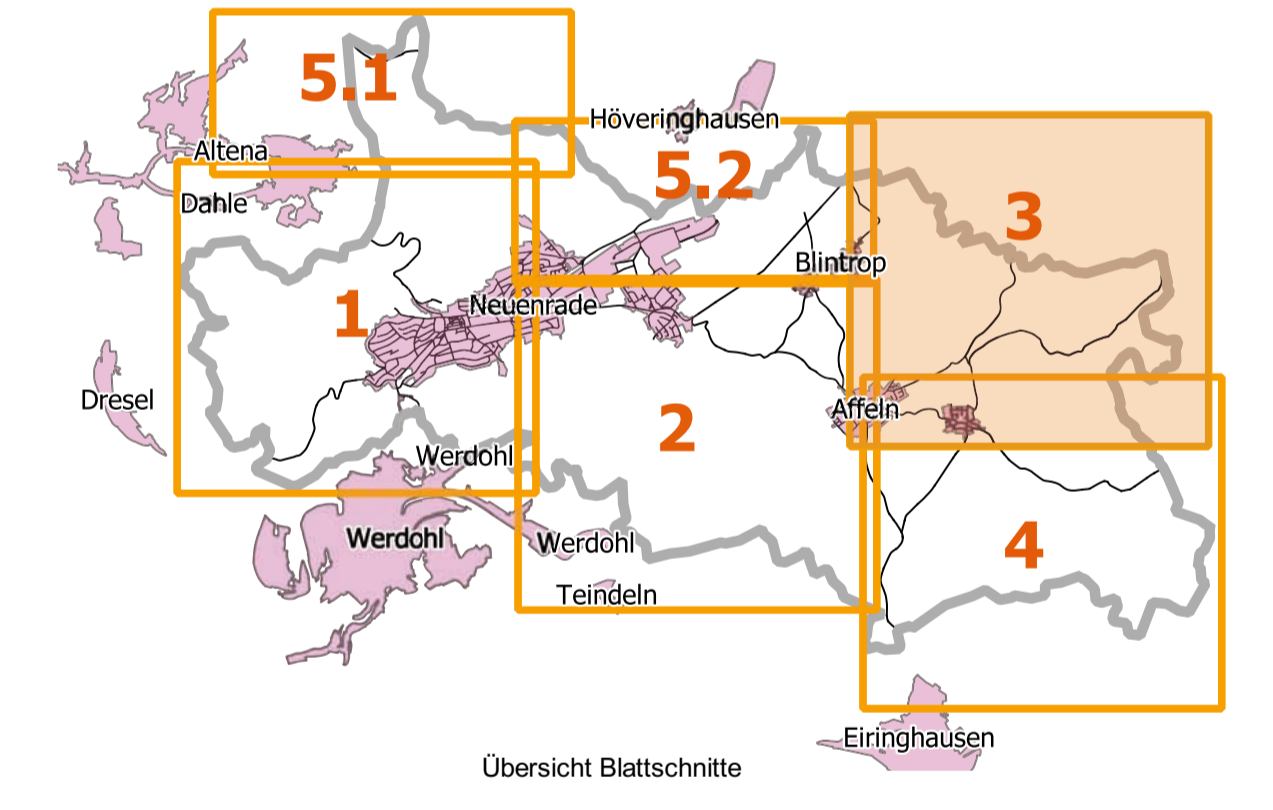 5.1
Höveringhausen
Altena
5.2
Dahle
3
Blintrop
Neuenrade
1
Dresel
Affeln
2
Werdohl
Werdohl
Werdohl
4
Teindeln
Eiringhausen
Übersicht Blattschnitte